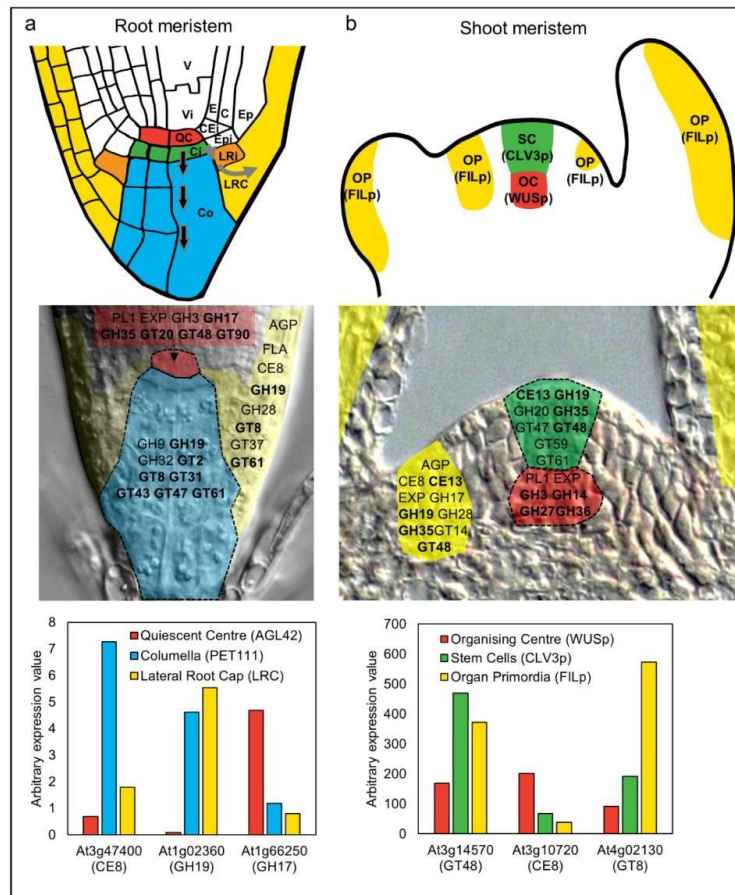 a Root meristem
V
Vi
E C Ep
CEi
Epi
QC
Ci
LRi
LRC
Co
b Shoot meristem
OP
(FILp)
OP
(FILp)
SC
(CLV3p)
OC
(WUSp)
OP
(FILp)
OP
(FILp)
PL1 EXP GH3 GH17
GH35 GT20 GT48 GT90
AGP
FLA
CE8
GH19
GH28
GT8
GT37
GT61
GH9 GH19
GH32 GT2
GT8 GT31
GT43 GT47 GT61
CE13 GH19
GH20 GH35
GT47 GT48
GT59
GT61
PL1 EXP
GH3 GH14
GH27GH36
AGP
CE8 CE13
EXP GH17
GH19 GH28
GH35GT14
GT48
Arbitrary expression value
8
7
6
5
4
3
2
1
0
Quiescent Centre (AGL42)
Columella (PET111)
Lateral Root Cap (LRC)
At3g47400
(CE8)
At1g02360
(GH19)
At1g66250
(GH17)
Arbitrary expression value
700
600
500
400
300
200
100
0
Organising Centre (WUSp)
Stem Cells (CLV3p)
Organ Primordia (FILp)
At3g14570
(GT48)
At3g10720
(CE8)
At4g02130
(GT8)